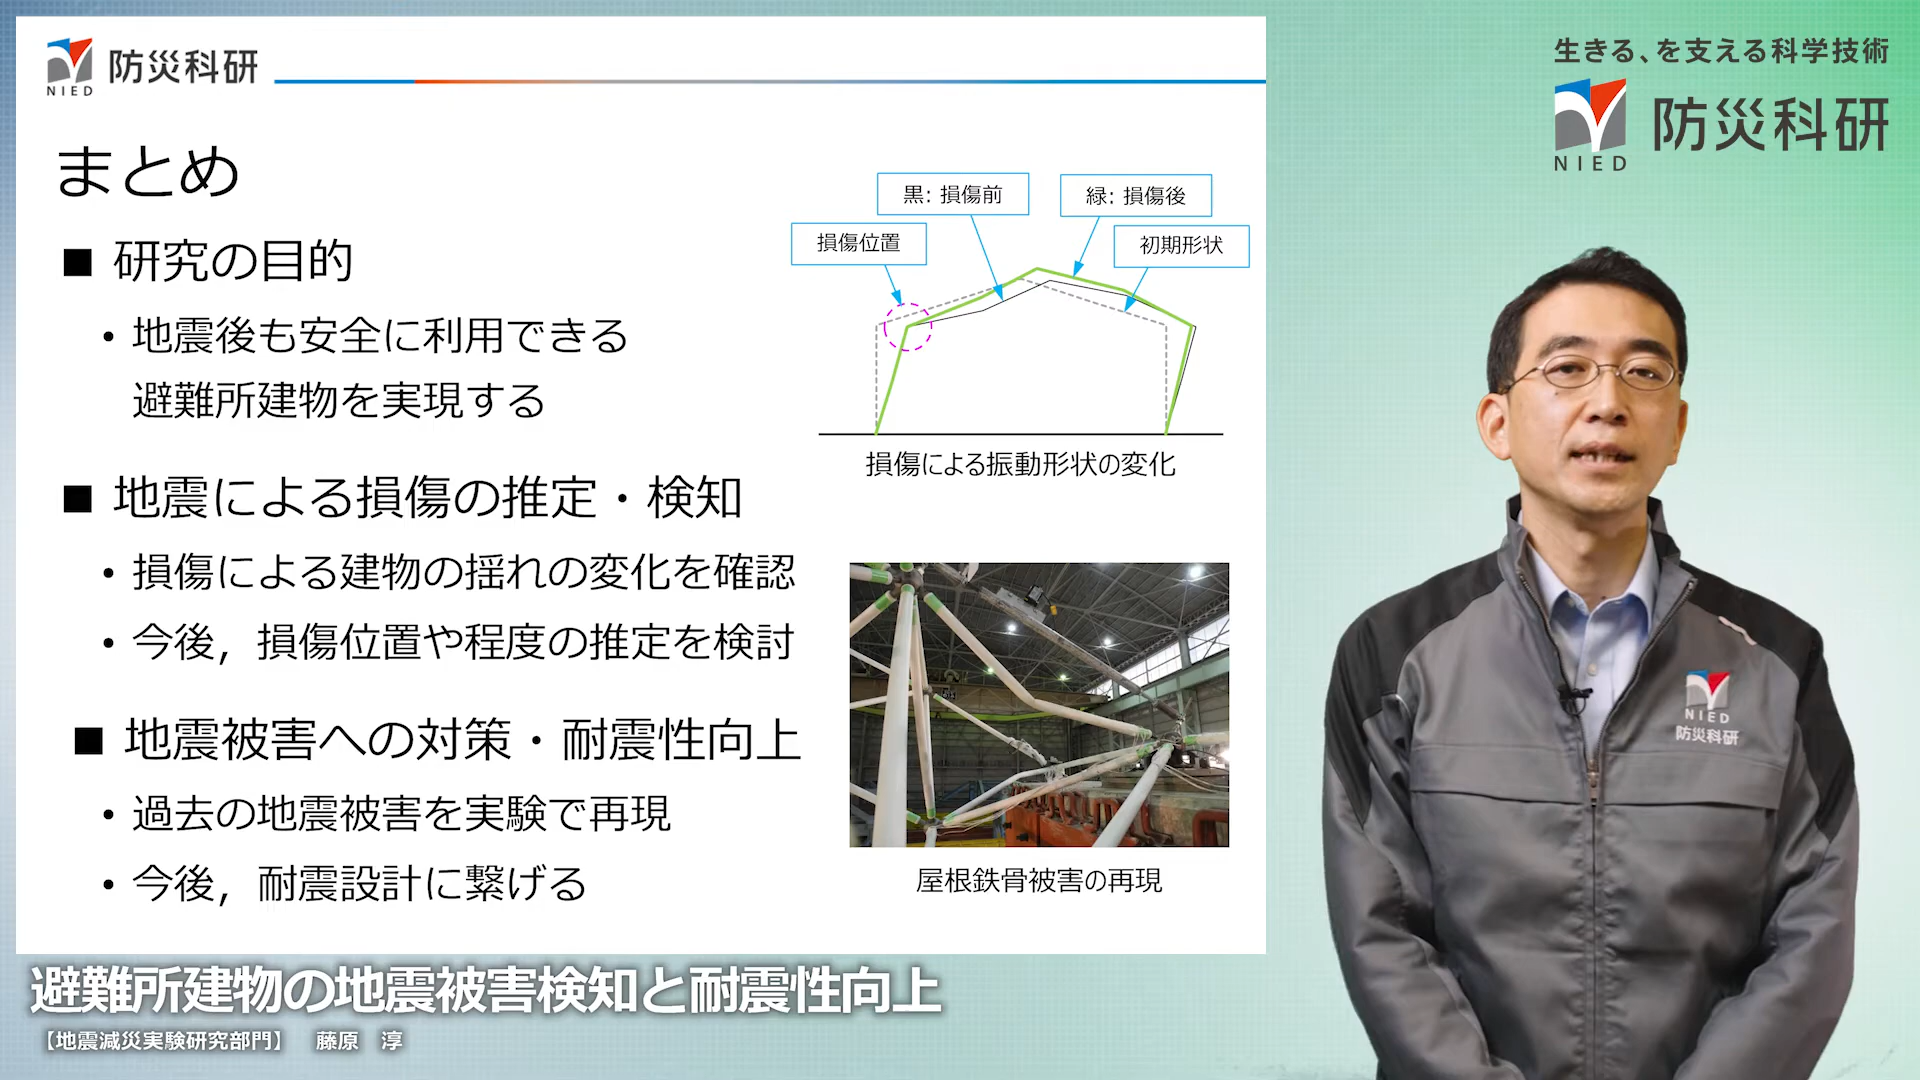 NIED 防災科研
まとめ
■ 研究の目的
・地震後も安全に利用できる
避難所建物を実現する
■ 地震による損傷の推定・検知
・損傷による建物の揺れの変化を確認
・今後，損傷位置や程度の推定を検討
■ 地震被害への対策・耐震性向上
・過去の地震被害を実験で再現
・今後，耐震設計に繋げる
黒: 損傷前
緑: 損傷後
損傷位置
初期形状
損傷による振動形状の変化
屋根鉄骨被害の再現
生きる、を支える科学技術
NIED 防災科研
NIED
防災科研
避難所建物の地震被害検知と耐震性向上
【地震減災実験研究部門】 藤原 淳